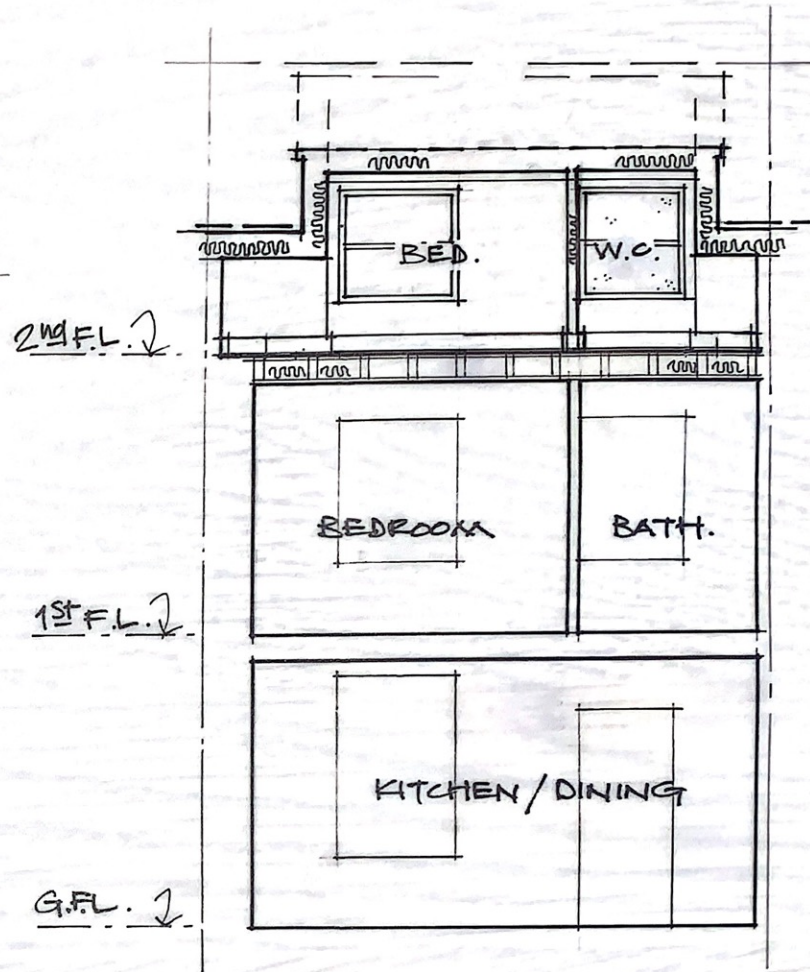 BED. W.C.
2nd F.L.
BEDROOM BATH.
1st F.L.
KITCHEN/DINING
G.F.L.